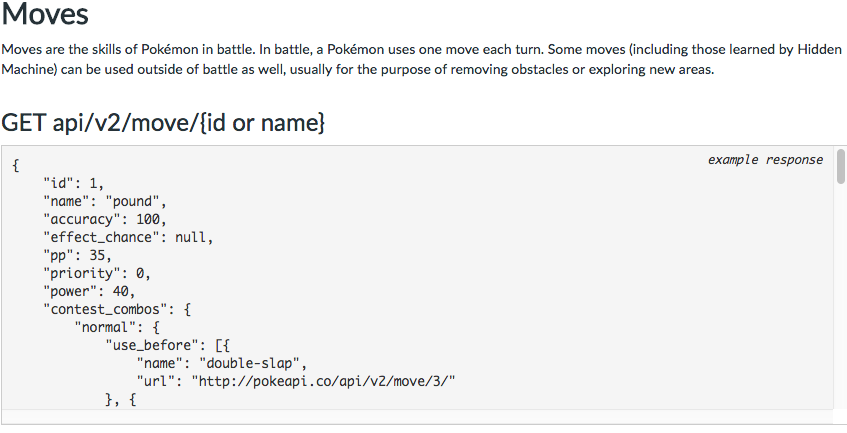 Moves
Moves are the skills of Pokémon in battle. In battle, a Pokémon uses one move each turn. Some moves (including those learned by Hidden
Machine) can be used outside of battle as well, usually for the purpose of removing obstacles or exploring new areas.
GET api/v2/move/{id or name}
example response
{
    "id": 1,
    "name": "pound",
    "accuracy": 100,
    "effect_chance": null,
    "pp": 35,
    "priority": 0,
    "power": 40,
    "contest_combos": {
        "normal": {
            "use_before": [{
                "name": "double-slap",
                "url": "http://pokeapi.co/api/v2/move/3/"
            }, {